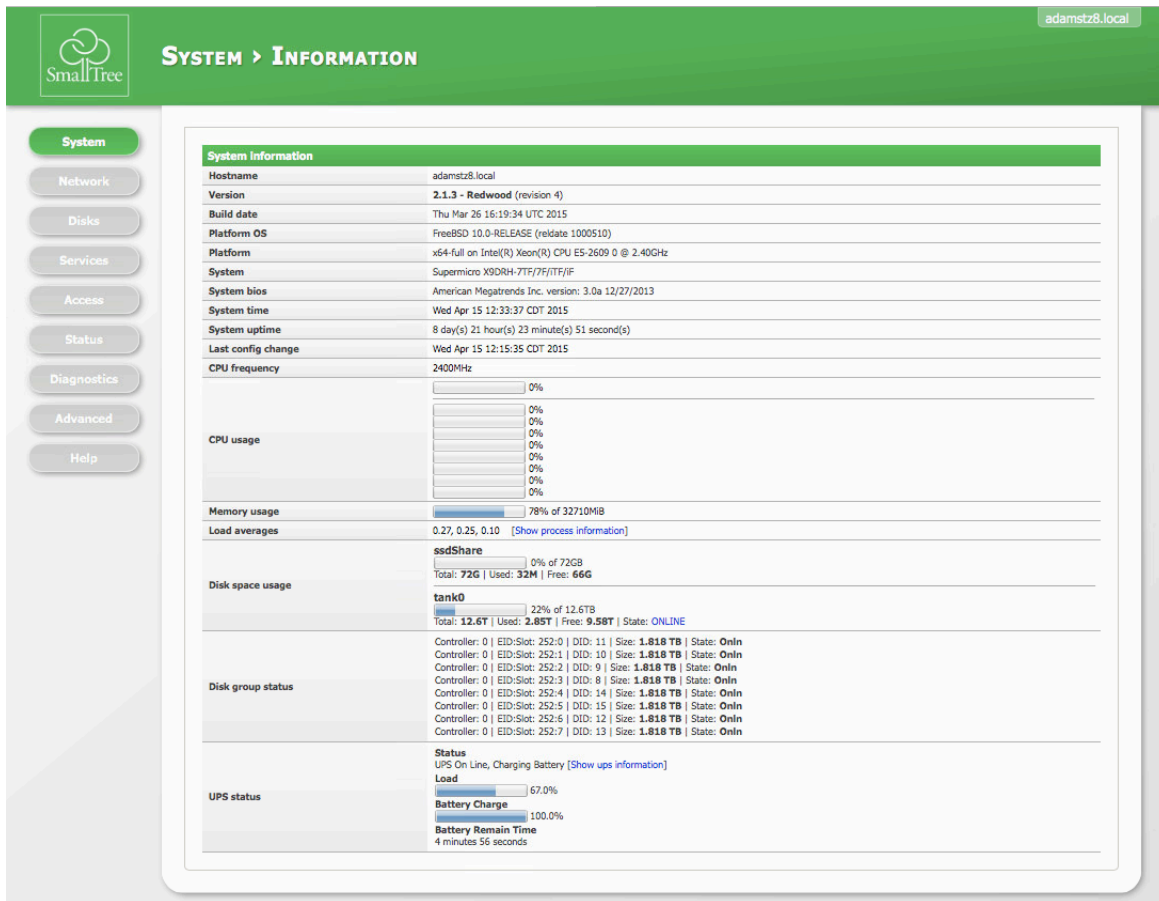 adamstz8.local
SmallTree
System > Information
System
Network
Disks
Services
Access
Status
Diagnostics
Advanced
Help
System information
Hostname adamstz8.local
Version 2.1.3 - Redwood (revision 4)
Build date Thu Mar 26 16:19:34 UTC 2015
Platform OS FreeBSD 10.0-RELEASE (reldate 1000510)
Platform x64-full on Intel(R) Xeon(R) CPU E5-2609 0 @ 2.40GHz
System Supermicro X9DRH-7TF/7F/iTF/iF
System bios American Megatrends Inc. version: 3.0a 12/27/2013
System time Wed Apr 15 12:33:37 CDT 2015
System uptime 8 day(s) 21 hour(s) 23 minute(s) 51 second(s)
Last config change Wed Apr 15 12:15:35 CDT 2015
CPU frequency 2400MHz
CPU usage
0%
0%
0%
0%
0%
0%
0%
0%
0%
Memory usage 78% of 32710MiB
Load averages 0.27, 0.25, 0.10 [Show process information]
Disk space usage
ssdShare
0% of 72GB
Total: 72G | Used: 32M | Free: 66G
tank0
22% of 12.6TB
Total: 12.6T | Used: 2.85T | Free: 9.58T | State: ONLINE
Disk group status
Controller: 0 | EID:Slot: 252:0 | DID: 11 | Size: 1.818 TB | State: Onln
Controller: 0 | EID:Slot: 252:1 | DID: 10 | Size: 1.818 TB | State: Onln
Controller: 0 | EID:Slot: 252:2 | DID: 9 | Size: 1.818 TB | State: Onln
Controller: 0 | EID:Slot: 252:3 | DID: 8 | Size: 1.818 TB | State: Onln
Controller: 0 | EID:Slot: 252:4 | DID: 14 | Size: 1.818 TB | State: Onln
Controller: 0 | EID:Slot: 252:5 | DID: 15 | Size: 1.818 TB | State: Onln
Controller: 0 | EID:Slot: 252:6 | DID: 12 | Size: 1.818 TB | State: Onln
Controller: 0 | EID:Slot: 252:7 | DID: 13 | Size: 1.818 TB | State: Onln
UPS status
Status
UPS On Line, Charging Battery [Show ups information]
Load
67.0%
Battery Charge
100.0%
Battery Remain Time
4 minutes 56 seconds